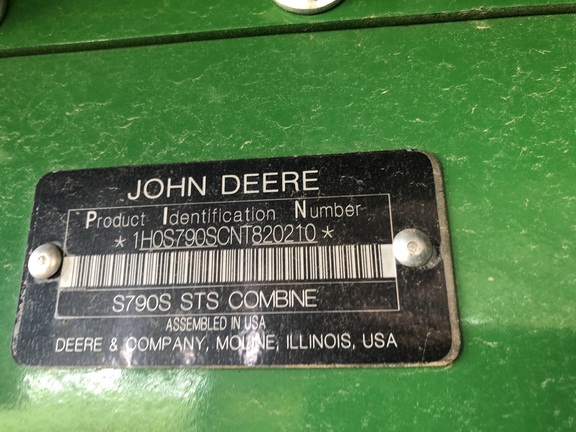 JOHN DEERE
Product Identification Number
*1H0S790SCNT820210*
S790S STS COMBINE
ASSEMBLED IN USA
DEERE & COMPANY, MOLINE, ILLINOIS, USA